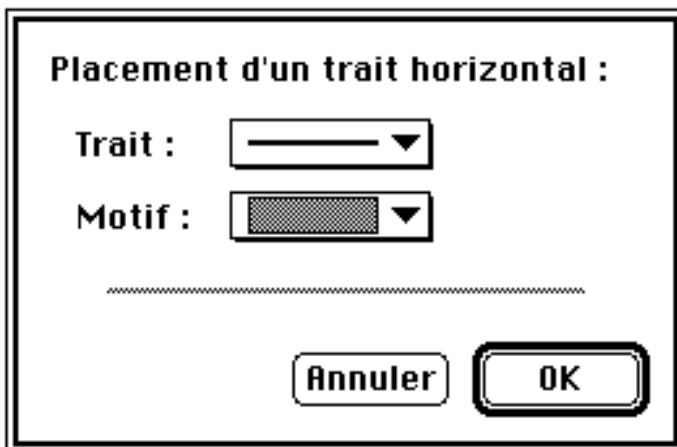 Placement d'un trait horizontal :
Trait :
Motif :
Annuler
OK